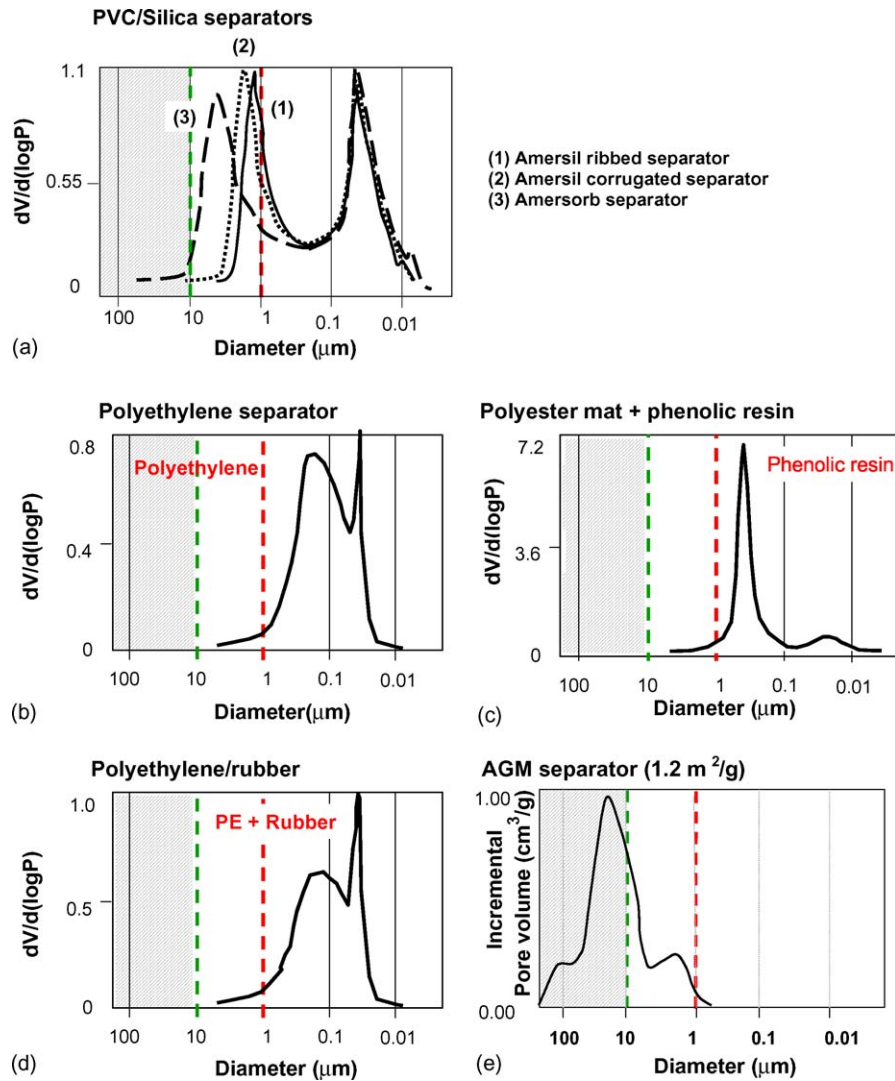 PVC/Silica separators
(2)
1.1
(3)
(1)
0.55
0
dV/d(logP)
100
10
1
0.1
0.01
Diameter (μm)
(a)
(1) Amersil ribbed separator
(2) Amersil corrugated separator
(3) Amersorb separator
Polyethylene separator
0.8
Polyethylene
0.4
0
dV/d(logP)
100
10
1
0.1
0.01
Diameter(μm)
(b)
Polyester mat + phenolic resin
7.2
Phenolic resin
3.6
0
dV/d(logP)
100
10
1
0.1
0.01
Diameter (μm)
(c)
Polyethylene/rubber
1.0
PE + Rubber
0.5
0
dV/d(logP)
100
10
1
0.1
0.01
Diameter (μm)
(d)
AGM separator (1.2 m²/g)
1.00
Incremental
Pore volume (cm³/g)
0.00
100
10
1
0.1
0.01
Diameter (μm)
(e)